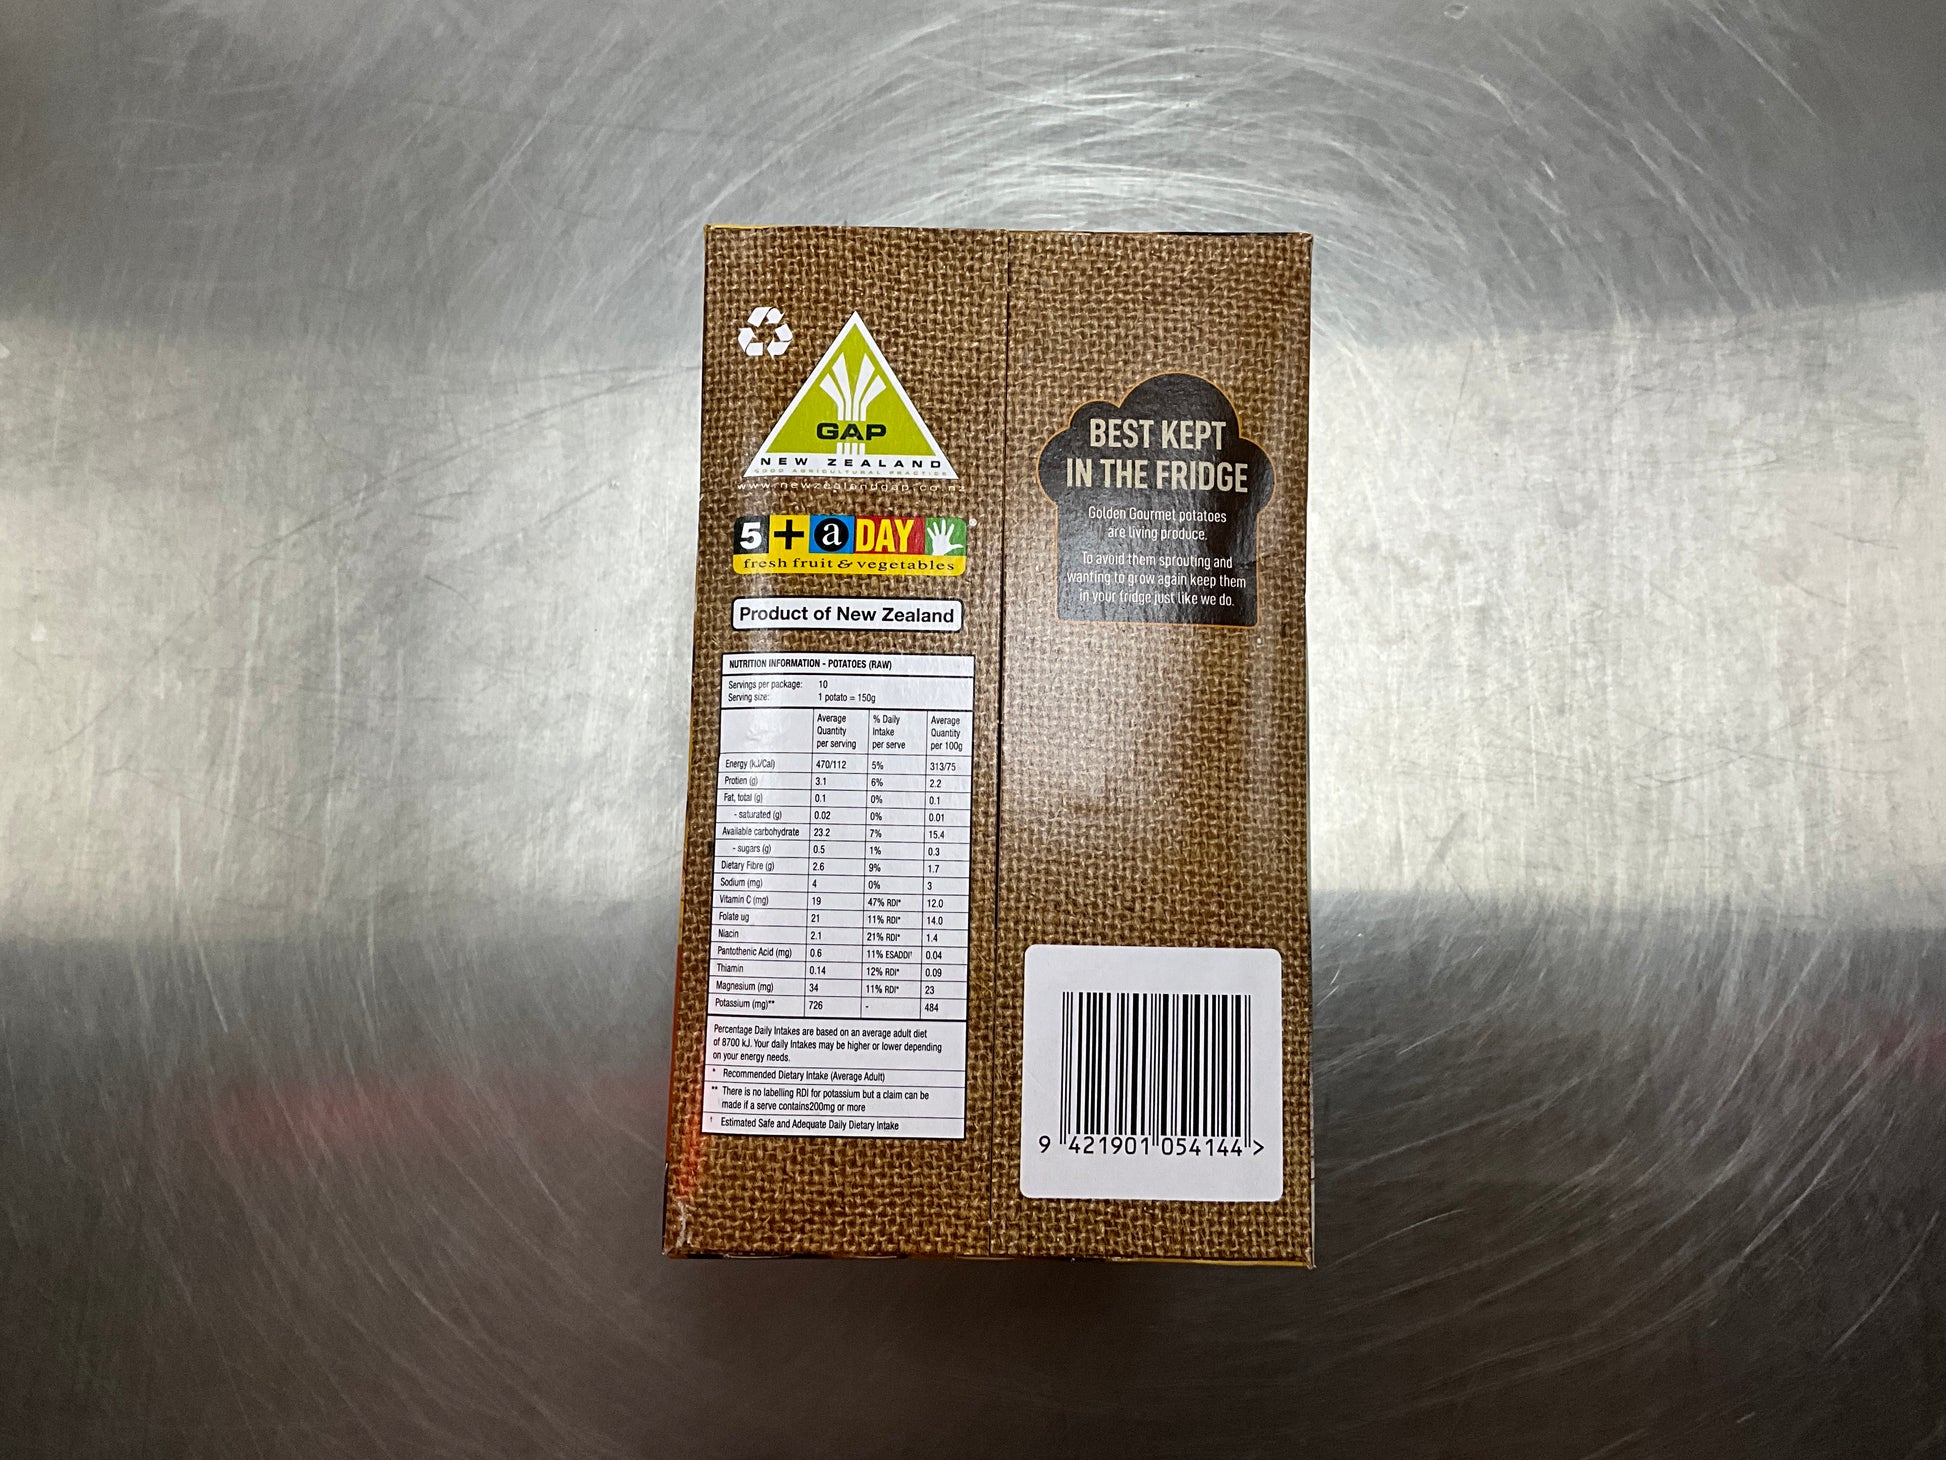 GAP
NEW ZEALAND
GOOD AGRICULTURAL PRACTICE
www.newzealandgap.co.nz
5 + a DAY
fresh fruit & vegetables
Product of New Zealand
NUTRITION INFORMATION - POTATOES (RAW)
Servings per package: 10
Serving size: 1 potato = 150g
Average Quantity per serving % Daily Intake per serve Average Quantity per 100g
Energy (kJ/Cal) 470/112 5% 313/75
Protien (g) 3.1 6% 2.2
Fat, total (g) 0.1 0% 0.1
- saturated (g) 0.02 0% 0.01
Available carbohydrate 23.2 7% 15.4
- sugars (g) 0.5 1% 0.3
Dietary Fibre (g) 2.6 9% 1.7
Sodium (mg) 4 0% 3
Vitamin C (mg) 19 47% RDI* 12.0
Folate ug 21 11% RDI* 14.0
Niacin 2.1 21% RDI* 1.4
Pantothenic Acid (mg) 0.6 11% ESADDI† 0.04
Thiamin 0.14 12% RDI* 0.09
Magnesium (mg) 34 11% RDI* 23
Potassium (mg)** 726 - 484
Percentage Daily Intakes are based on an average adult diet
of 8700 kJ. Your daily Intakes may be higher or lower depending
on your energy needs.
* Recommended Dietary Intake (Average Adult)
** There is no labelling RDI for potassium but a claim can be
made if a serve contains200mg or more
† Estimated Safe and Adequate Daily Dietary Intake
BEST KEPT
IN THE FRIDGE
Golden Gourmet potatoes
are living produce.
To avoid them sprouting and
wanting to grow again keep them
in your fridge just like we do.
9 421901 054144 >